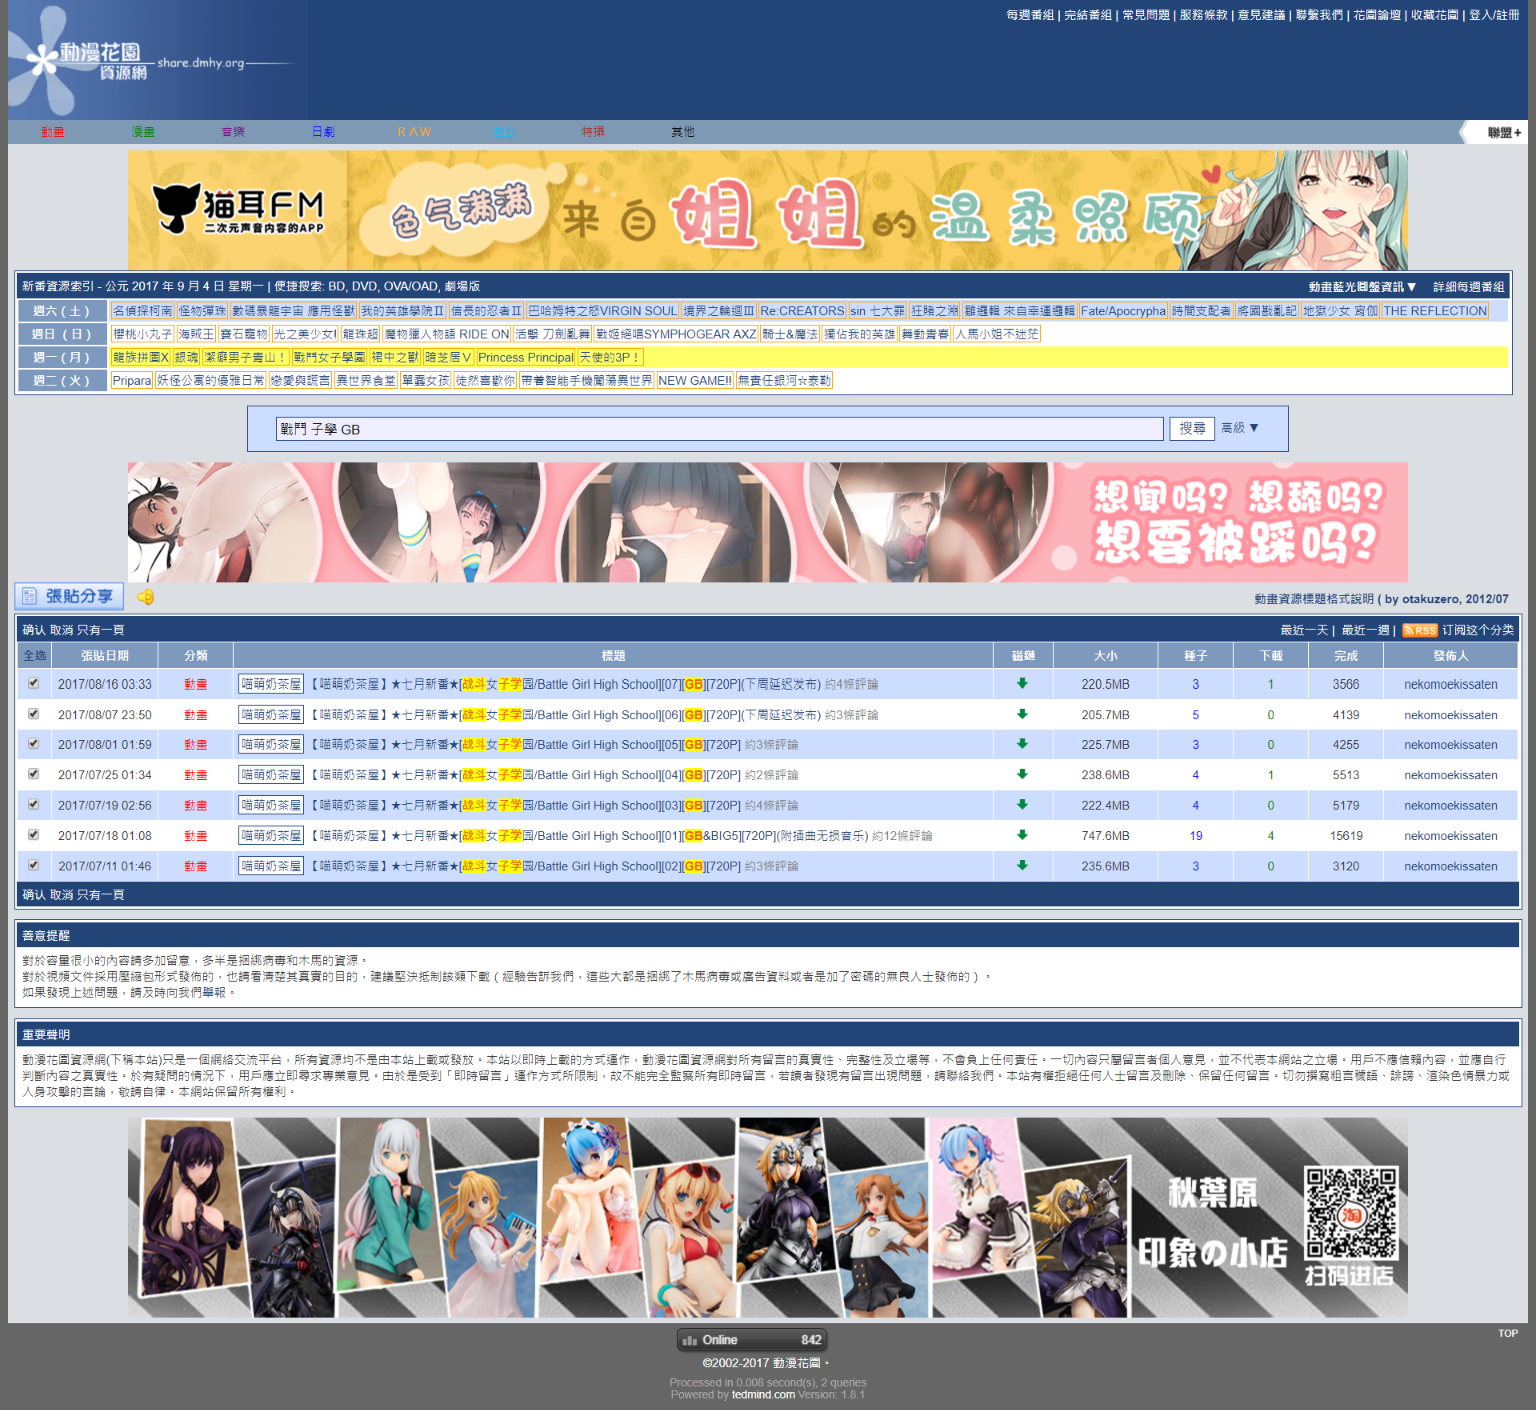 每週番組 | 完結番組 | 常見問題 | 服務條款 | 意見建議 | 聯繫我們 | 花園論壇 | 收藏花園 | 登入/註冊
動漫花園
資源網
share.dmhy.org
動畫 漫畫 音樂 日劇 R A W 特攝 其他 聯盟+
猫耳FM
二次元声音内容的APP
色气满满 来自姐姐的温柔照顾
新番資源索引 - 公元 2017 年 9 月 4 日 星期一 | 便捷搜索: BD, DVD, OVA/OAD, 劇場版 動畫藍光圓盤資訊▼ 詳細每週番組
週六 ( 土 ) 名偵探柯南 怪物彈珠 數碼暴龍宇宙 應用怪獸 我的英雄學院II 信長的忍者II 巴哈姆特之怒VIRGIN SOUL 境界之輪迴III Re:CREATORS sin 七大罪 狂賭之淵 雛邏輯 來自幸運邏輯 Fate/Apocrypha 時間支配者 將國戡亂記 地獄少女 宵伽 THE REFLECTION
週日 ( 日 ) 櫻桃小丸子 海賊王 寶石寵物 光之美少女! 龍珠超 魔物獵人物語 RIDE ON 活擊 刀劍亂舞 戰姬絕唱SYMPHOGEAR AXZ 騎士&魔法 獨佔我的英雄 舞動青春 人馬小姐不迷茫
週一 ( 月 ) 龍族拼圖X 銀魂 潔癖男子青山！ 戰鬥女子學園 裙中之獸 暗芝居V Princess Principal 天使的3P！
週二 ( 火 ) Pripara 妖怪公寓的優雅日常 戀愛與謊言 異世界食堂 單蠢女孩 徒然喜歡你 帶着智能手機闖蕩異世界 NEW GAME!! 無責任銀河☆泰勒
戰鬥 子學 GB 搜尋 高級 ▼
想闻吗? 想舔吗?
想要被踩吗?
張貼分享 動畫資源標題格式說明 ( by otakuzero, 2012/07
确认 取消 只有一頁 最近一天 | 最近一週 | RSS 订阅这个分类
全选 張貼日期 分類 標題 磁鏈 大小 種子 下載 完成 發佈人
2017/08/16 03:33 動畫 喵萌奶茶屋 【喵萌奶茶屋】★七月新番★[战斗女子学园/Battle Girl High School][07][GB][720P](下周延迟发布) 約4條評論 220.5MB 3 1 3566 nekomoekissaten
2017/08/07 23:50 動畫 喵萌奶茶屋 【喵萌奶茶屋】★七月新番★[战斗女子学园/Battle Girl High School][06][GB][720P](下周延迟发布) 約3條評論 205.7MB 5 0 4139 nekomoekissaten
2017/08/01 01:59 動畫 喵萌奶茶屋 【喵萌奶茶屋】★七月新番★[战斗女子学园/Battle Girl High School][05][GB][720P] 約3條評論 225.7MB 3 0 4255 nekomoekissaten
2017/07/25 01:34 動畫 喵萌奶茶屋 【喵萌奶茶屋】★七月新番★[战斗女子学园/Battle Girl High School][04][GB][720P] 約2條評論 238.6MB 4 1 5513 nekomoekissaten
2017/07/19 02:56 動畫 喵萌奶茶屋 【喵萌奶茶屋】★七月新番★[战斗女子学园/Battle Girl High School][03][GB][720P] 約4條評論 222.4MB 4 0 5179 nekomoekissaten
2017/07/18 01:08 動畫 喵萌奶茶屋 【喵萌奶茶屋】★七月新番★[战斗女子学园/Battle Girl High School][01][GB&BIG5][720P](附插曲无损音乐) 約12條評論 747.6MB 19 4 15619 nekomoekissaten
2017/07/11 01:46 動畫 喵萌奶茶屋 【喵萌奶茶屋】★七月新番★[战斗女子学园/Battle Girl High School][02][GB][720P] 約3條評論 235.6MB 3 0 3120 nekomoekissaten
确认 取消 只有一頁
善意提醒
對於容量很小的內容請多加留意，多半是捆綁病毒和木馬的資源。
對於視頻文件採用壓縮包形式發佈的，也請看清楚其真實的目的，建議堅決抵制該類下載（經驗告訴我們，這些大都是捆綁了木馬病毒或廣告資料或者是加了密碼的無良人士發佈的）。
如果發現上述問題，請及時向我們舉報。
重要聲明
動漫花園資源網(下稱本站)只是一個網絡交流平台，所有資源均不是由本站上載或發放。本站以即時上載的方式運作，動漫花園資源網對所有留言的真實性、完整性及立場等，不會負上任何責任。一切內容只屬留言者個人意見，並不代表本網站之立場。用戶不應信賴內容，並應自行
判斷內容之真實性。於有疑問的情況下，用戶應立即尋求專業意見。由於是受到「即時留言」運作方式所限制，故不能完全監察所有即時留言，若讀者發現有留言出現問題，請聯絡我們。本站有權拒絕任何人士留言及刪除、保留任何留言。切勿撰寫粗言穢語、誹謗、渲染色情暴力或
人身攻擊的言論，敬請自律。本網站保留所有權利。
秋葉原
印象の小店
淘
扫码进店
Online 842
TOP
©2002-2017 動漫花園・
Processed in 0.008 second(s), 2 queries
Powered by tedmind.com Version: 1.8.1